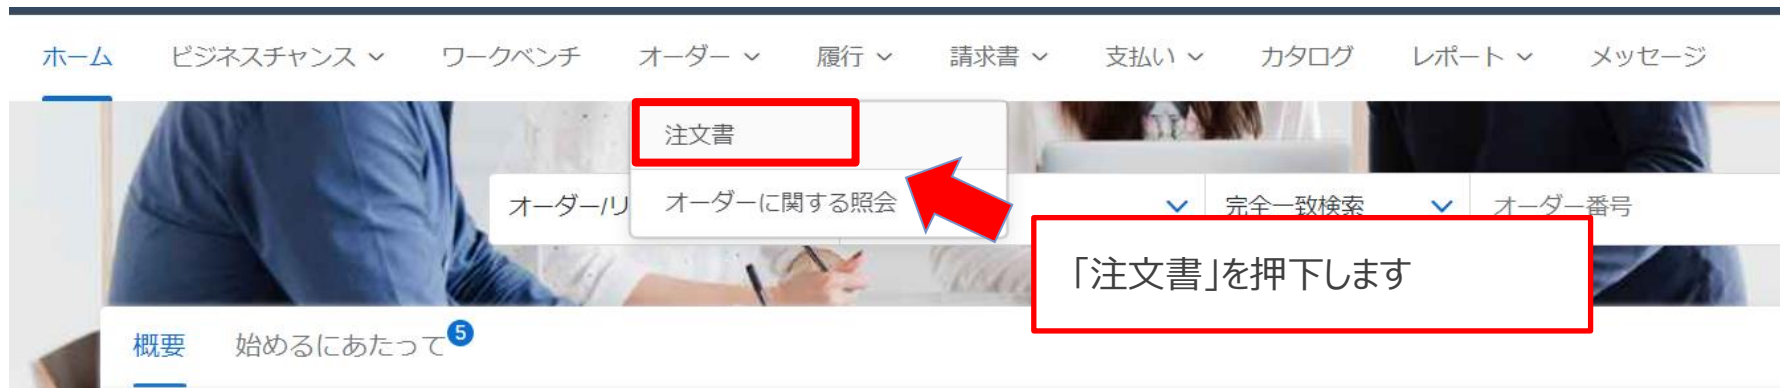 ホーム ビジネスチャンス ワークベンチ オーダー 履行 請求書 支払い カタログ レポート メッセージ
注文書
オーダーに関する照会
オーダー/リ 完全一致検索 オーダー番号
「注文書」を押下します
概要 始めるにあたって 5